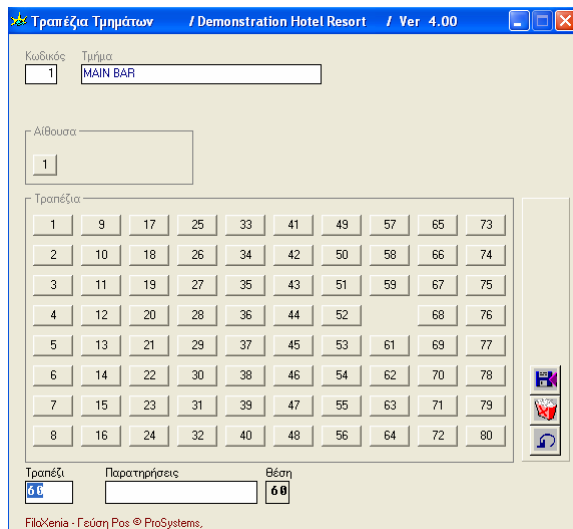 Τραπέζια Τμημάτων / Demonstration Hotel Resort / Ver 4.00
Κωδικός Τμήμα
1 MAIN BAR
Αίθουσα
1
Τραπέζια
1 9 17 25 33 41 49 57 65 73
2 10 18 26 34 42 50 58 66 74
3 11 19 27 35 43 51 59 67 75
4 12 20 28 36 44 52 68 76
5 13 21 29 37 45 53 61 69 77
6 14 22 30 38 46 54 62 70 78
7 15 23 31 39 47 55 63 71 79
8 16 24 32 40 48 56 64 72 80
Τραπέζι Παρατηρήσεις Θέση
60 60
FiloXenia - Γεύση Pos © ProSystems,